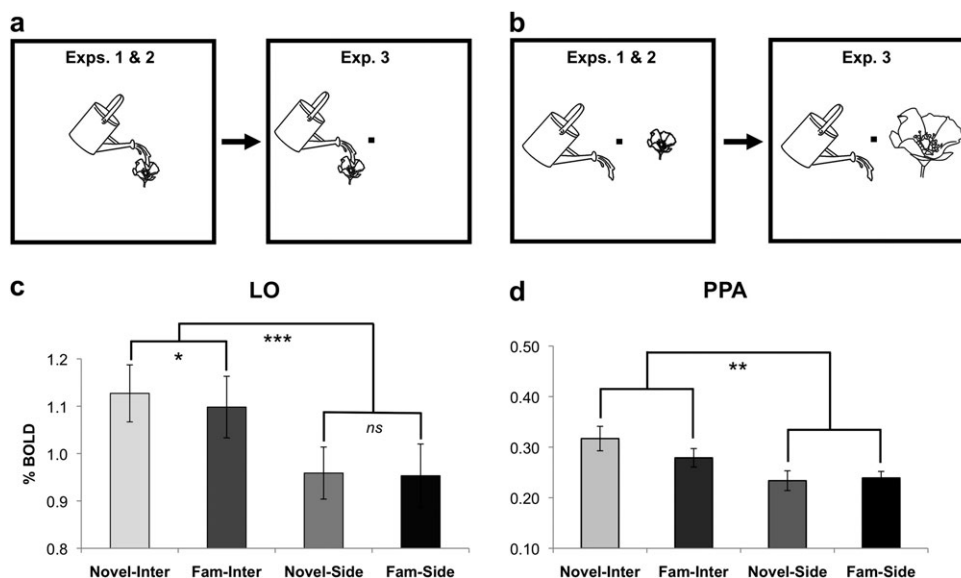 a
Exps. 1 & 2
Exp. 3
b
Exps. 1 & 2
Exp. 3
c
LO
% BOLD
1.2
1.1
1.0
0.9
0.8
*
***
ns
Novel-Inter Fam-Inter Novel-Side Fam-Side
d
PPA
0.50
0.40
0.30
0.20
0.10
**
Novel-Inter Fam-Inter Novel-Side Fam-Side